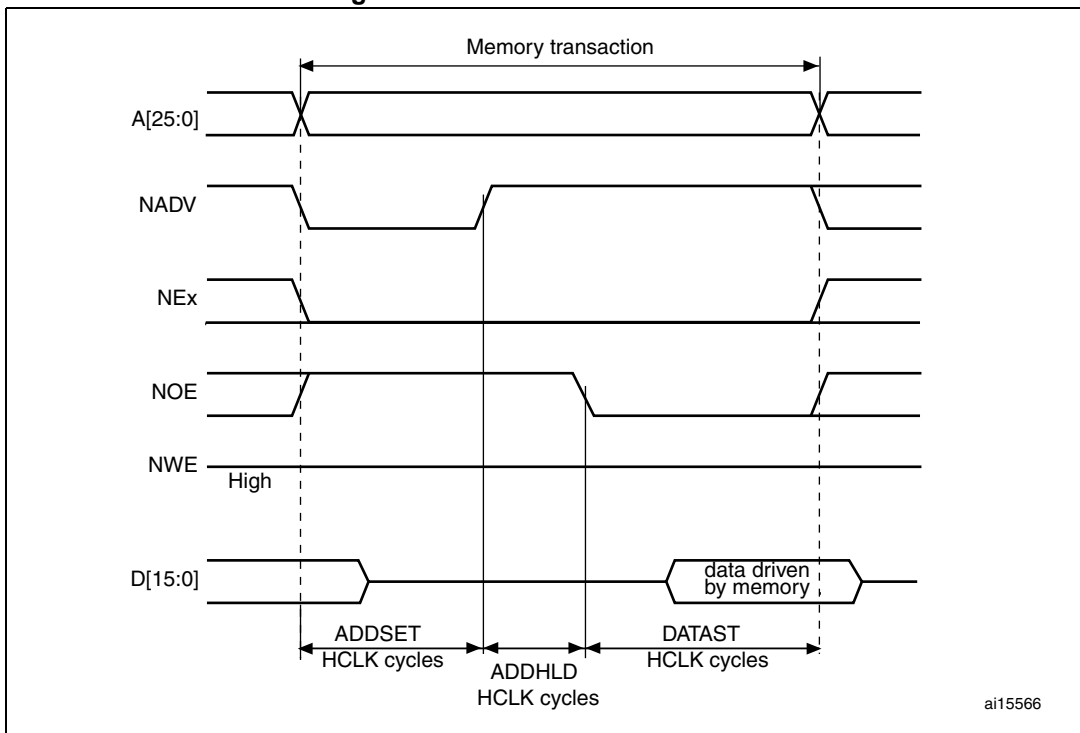 Memory transaction
A[25:0]
NADV
NEx
NOE
NWE
High
D[15:0]
data driven
by memory
ADDSET
HCLK cycles
ADDHLD
HCLK cycles
DATAST
HCLK cycles
ai15566